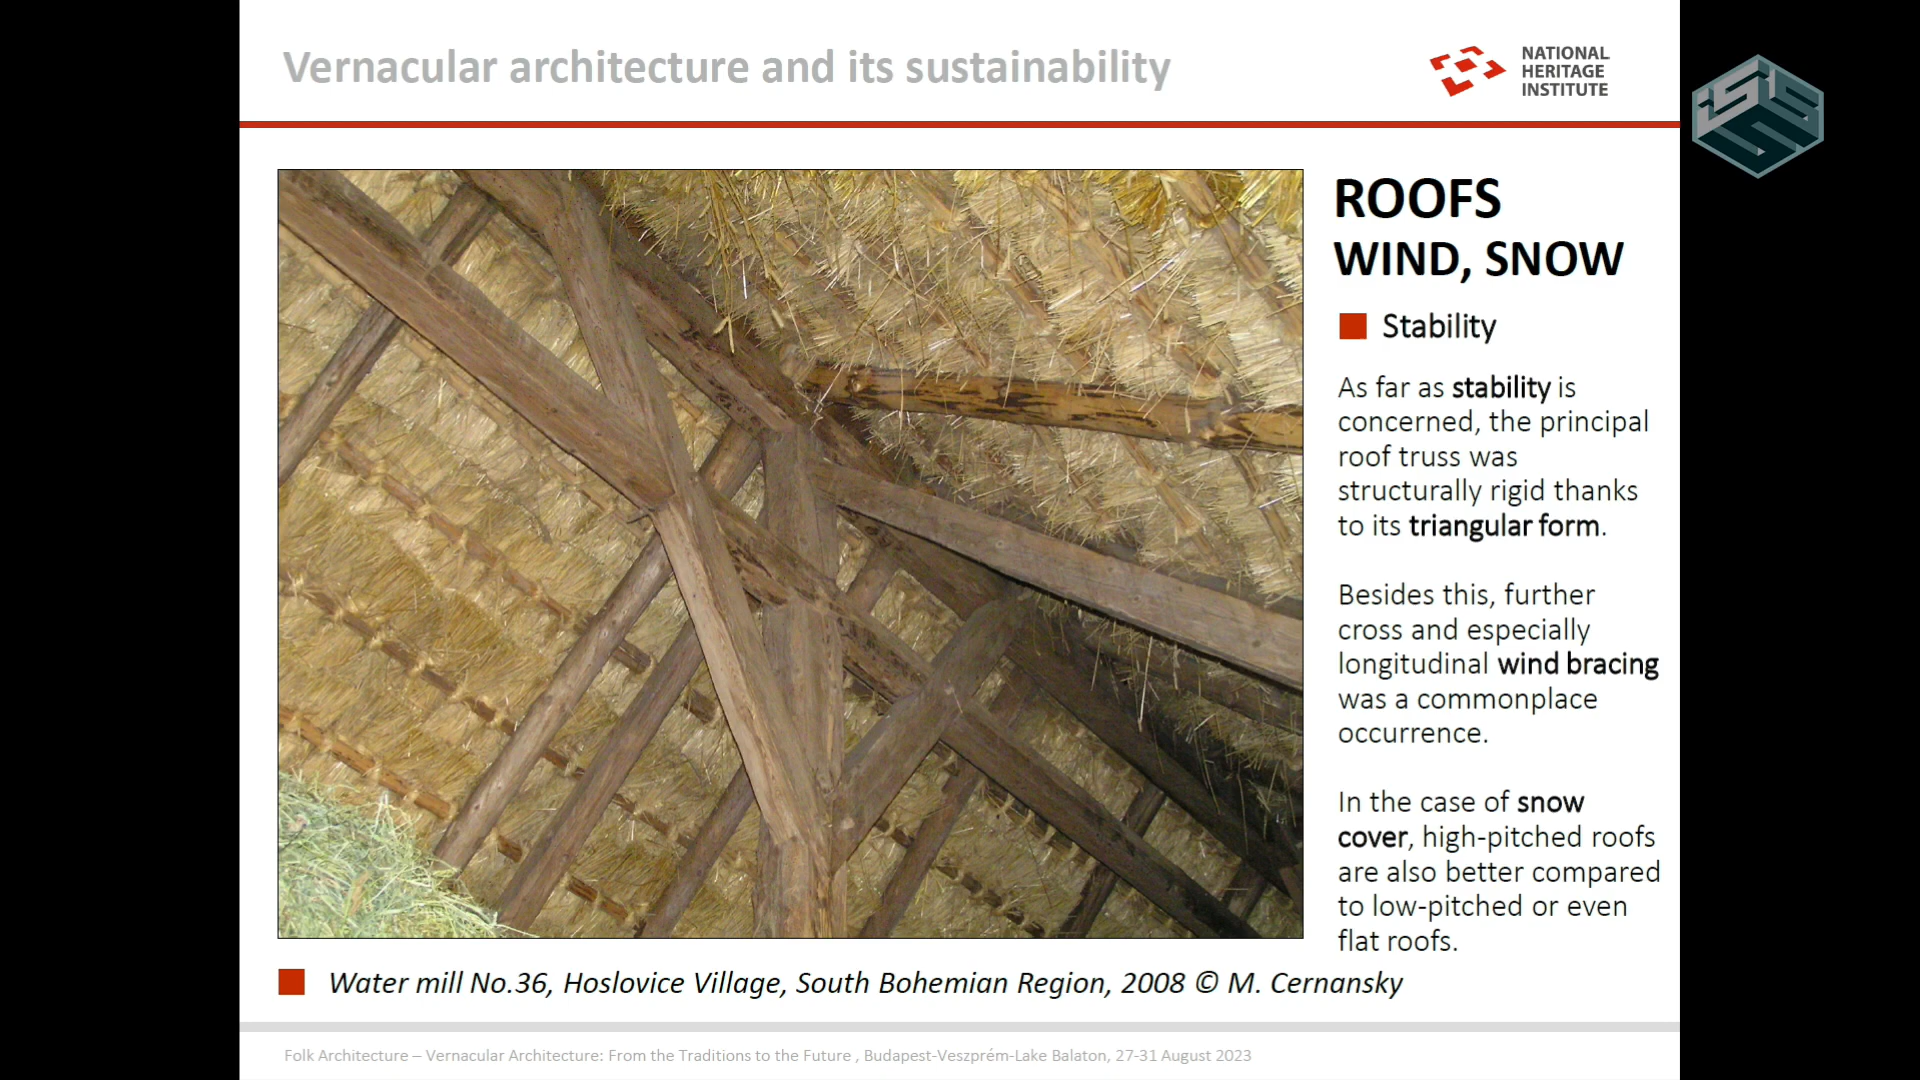 Vernacular architecture and its sustainability
NATIONAL
HERITAGE
INSTITUTE
ROOFS
WIND, SNOW
Stability
As far as stability is
concerned, the principal
roof truss was
structurally rigid thanks
to its triangular form.
Besides this, further
cross and especially
longitudinal wind bracing
was a commonplace
occurrence.
In the case of snow
cover, high-pitched roofs
are also better compared
to low-pitched or even
flat roofs.
Water mill No.36, Hoslovice Village, South Bohemian Region, 2008 © M. Cernansky
Folk Architecture – Vernacular Architecture: From the Traditions to the Future , Budapest-Veszprém-Lake Balaton, 27-31 August 2023